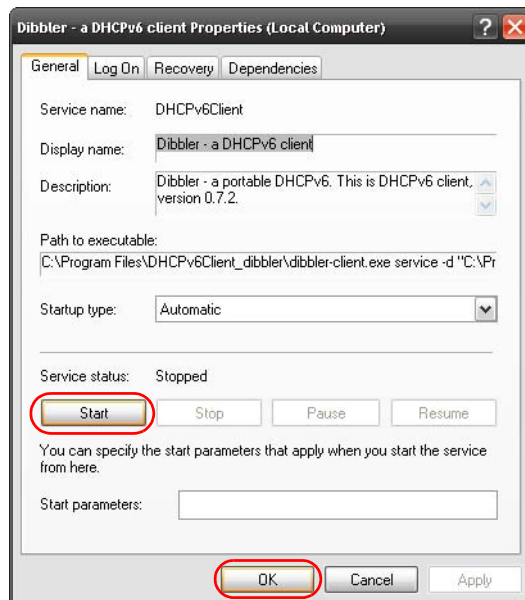 Dibbler - a DHCPv6 client Properties (Local Computer)
General Log On Recovery Dependencies
Service name: DHCPv6Client
Display name: Dibbler - a DHCPv6 client
Description: Dibbler - a portable DHCPv6. This is DHCPv6 client,
version 0.7.2.
Path to executable:
C:\Program Files\DHCPv6Client_dibbler\dibbler-client.exe service -d "C:\Pr
Startup type: Automatic
Service status: Stopped
Start Stop Pause Resume
You can specify the start parameters that apply when you start the service
from here.
Start parameters:
OK Cancel Apply